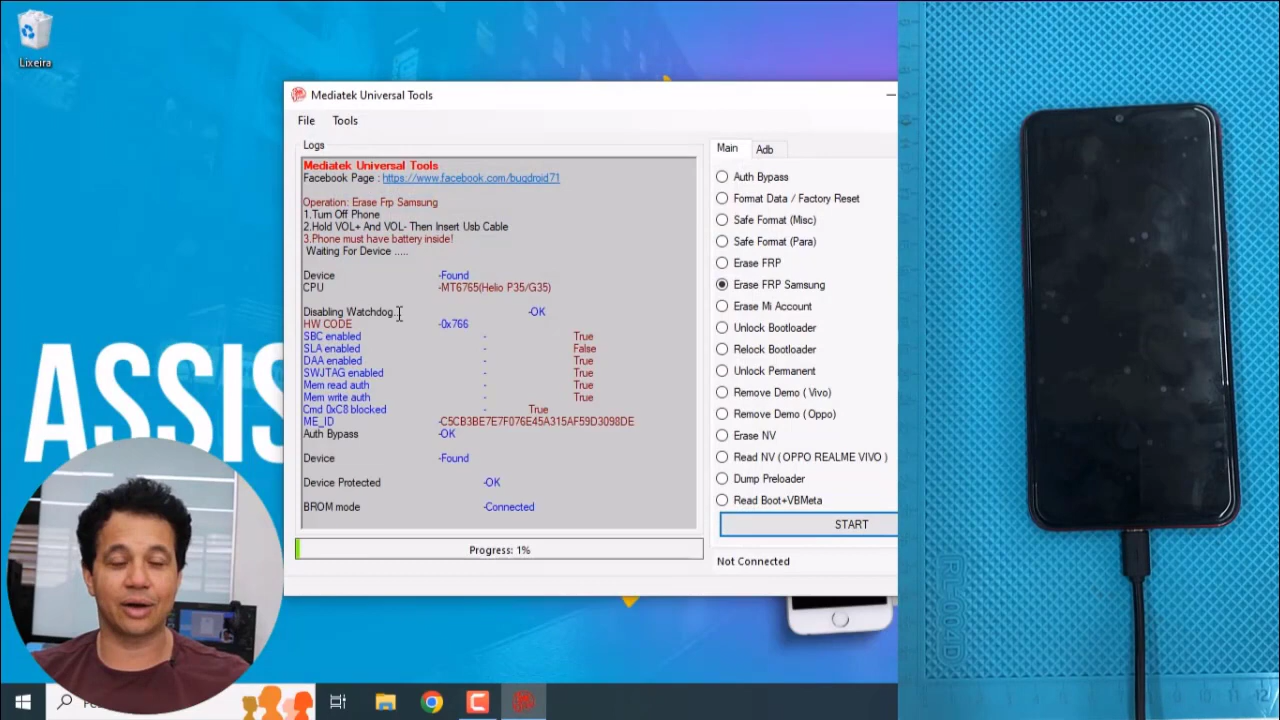 Lixeira
Mediatek Universal Tools
File Tools
Logs
Mediatek Universal Tools
Facebook Page : https://www.facebook.com/bugdroid71
Operation: Erase Frp Samsung
1.Turn Off Phone
2.Hold VOL+ And VOL- Then Insert Usb Cable
3.Phone must have battery inside!
Waiting For Device .....
Device -Found
CPU -MT6765(Helio P35/G35)
Disabling Watchdog.. -OK
HW CODE -0x766
SBC enabled - True
SLA enabled - False
DAA enabled - True
SWJTAG enabled - True
Mem read auth - True
Mem write auth - True
Cmd 0xC8 blocked - True
ME_ID -C5CB3BE7E7F076E45A315AF59D3098DE
Auth Bypass -OK
Device -Found
Device Protected -OK
BROM mode -Connected
Progress: 1%
Main Adb
Auth Bypass
Format Data / Factory Reset
Safe Format (Misc)
Safe Format (Para)
Erase FRP
Erase FRP Samsung
Erase Mi Account
Unlock Bootloader
Relock Bootloader
Unlock Permanent
Remove Demo ( Vivo)
Remove Demo ( Oppo)
Erase NV
Read NV ( OPPO REALME VIVO )
Dump Preloader
Read Boot+VBMeta
START
Not Connected
ASSIS